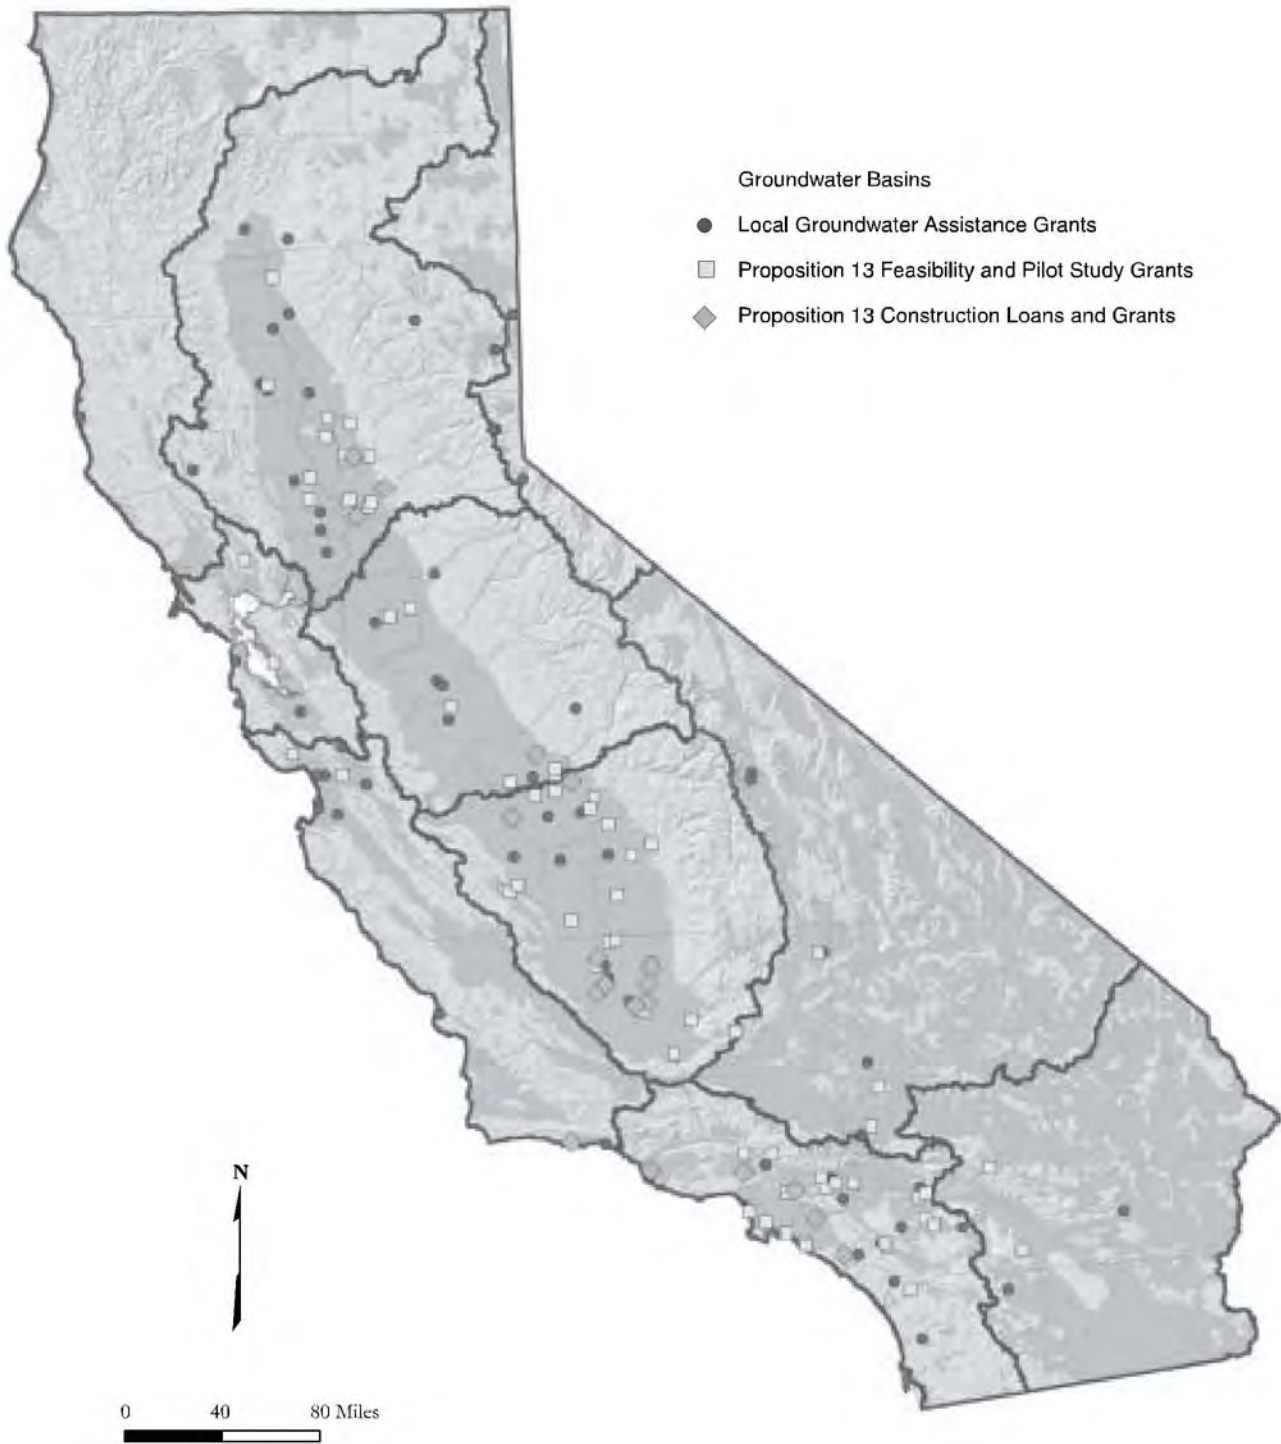 Groundwater Basins
Local Groundwater Assistance Grants
Proposition 13 Feasibility and Pilot Study Grants
Proposition 13 Construction Loans and Grants
N
0 40 80 Miles